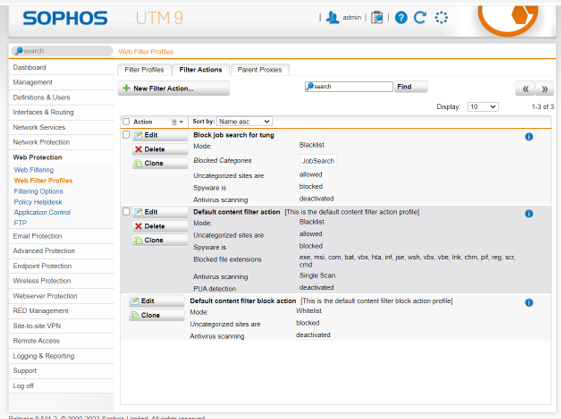 SOPHOS UTM 9 | admin | | ?
search
Web Filter Profiles
Dashboard
Management
Definitions & Users
Interfaces & Routing
Network Services
Network Protection
Web Protection
Web Filtering
Web Filter Profiles
Filtering Options
Policy Helpdesk
Application Control
FTP
Email Protection
Advanced Protection
Endpoint Protection
Wireless Protection
Webserver Protection
RED Management
Site-to-site VPN
Remote Access
Logging & Reporting
Support
Log off
Filter Profiles Filter Actions Parent Proxies
+ New Filter Action... search Find « »
Display: 10 1-3 of 3
Action Sort by: Name asc
Edit Block job search for tung
Delete Mode: Blacklist
Clone Blocked Categories JobSearch
Uncategorized sites are allowed
Spyware is blocked
Antivirus scanning deactivated
Edit Default content filter action [This is the default content filter action profile]
Delete Mode: Blacklist
Clone Uncategorized sites are allowed
Spyware is blocked
Blocked file extensions exe, msi, com, bat, vbx, hta, inf, jse, wsh, vbs, vbe, lnk, chm, pif, reg, scr,
cmd
Antivirus scanning Single Scan
PUA detection deactivated
Edit Default content filter block action [This is the default content filter block action profile]
Clone Mode: Whitelist
Uncategorized sites are blocked
Antivirus scanning deactivated
Release 9.511-2 © 2000-2023 Sophos Limited. All rights reserved.